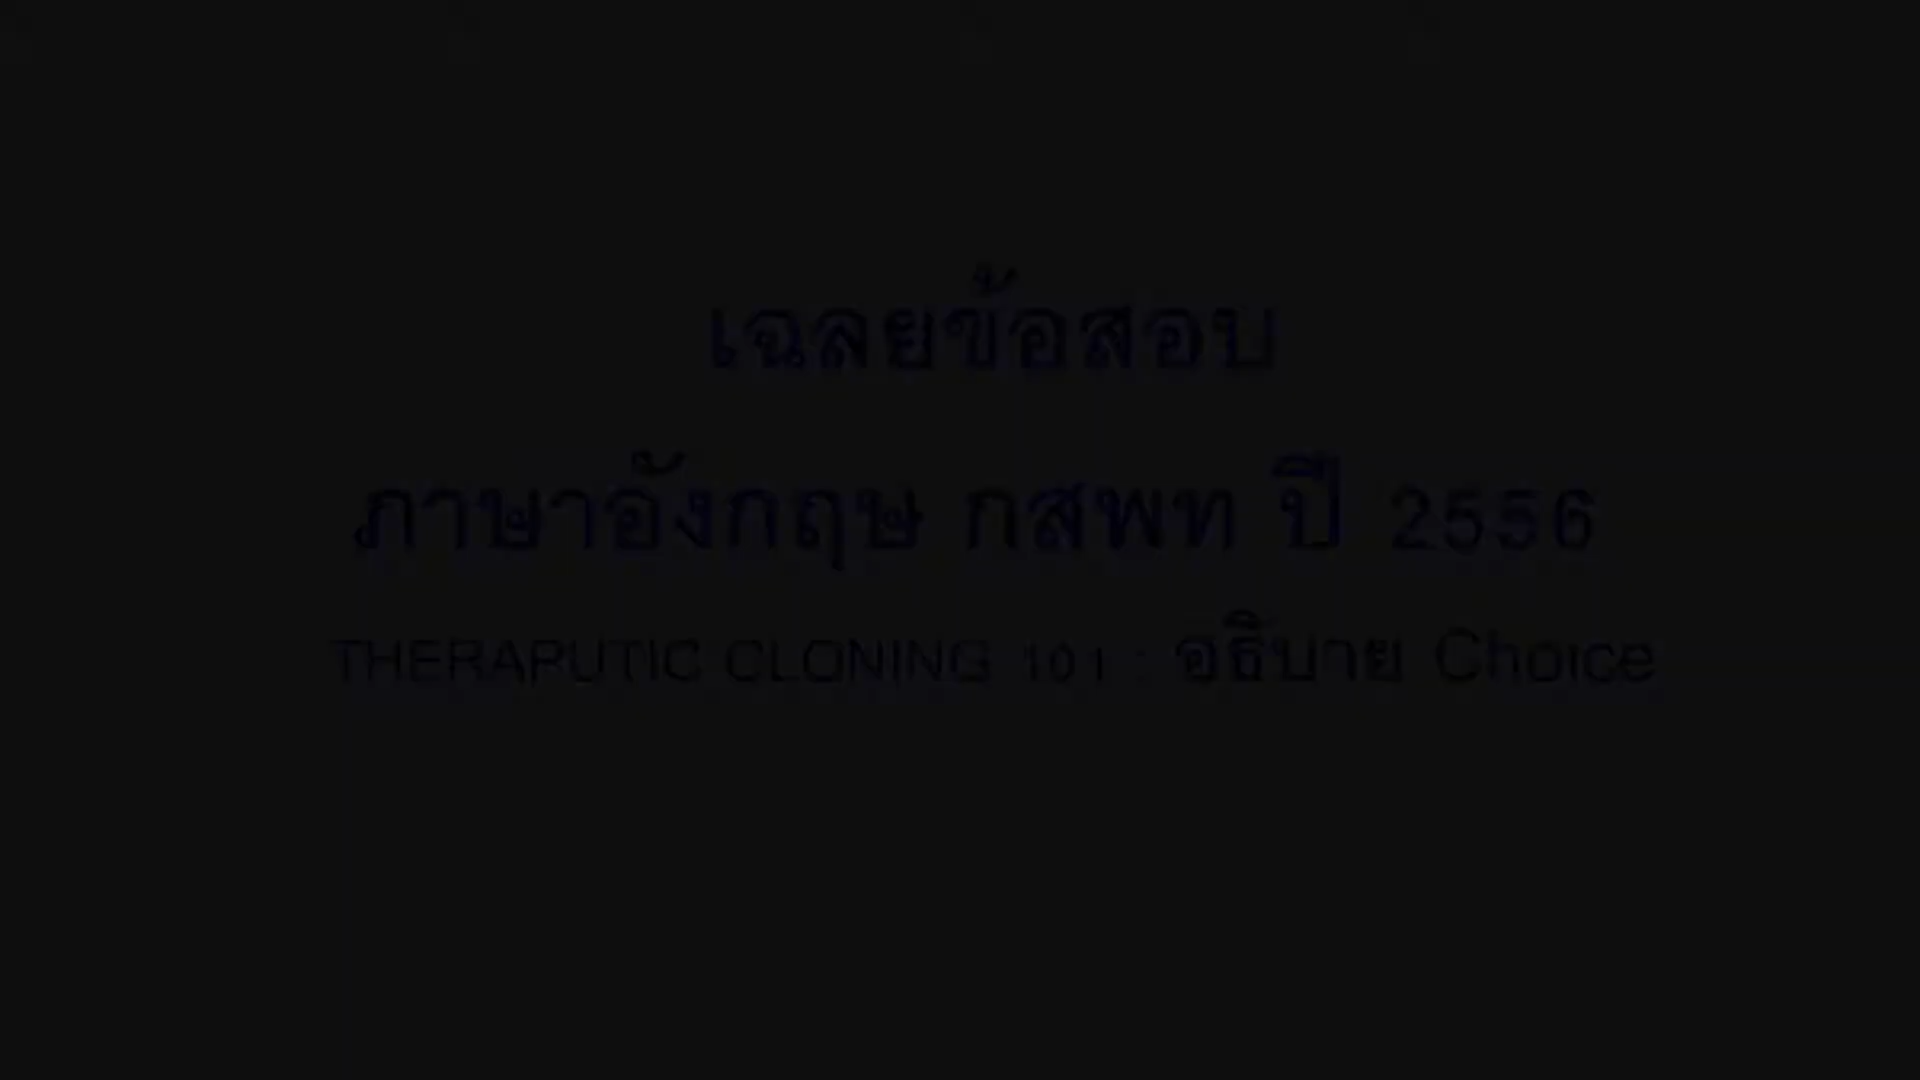 เฉลยข้อสอบ
ภาษาอังกฤษ กสพท ปี 2556
THERAPUTIC CLONING 101 : อธิบาย Choice